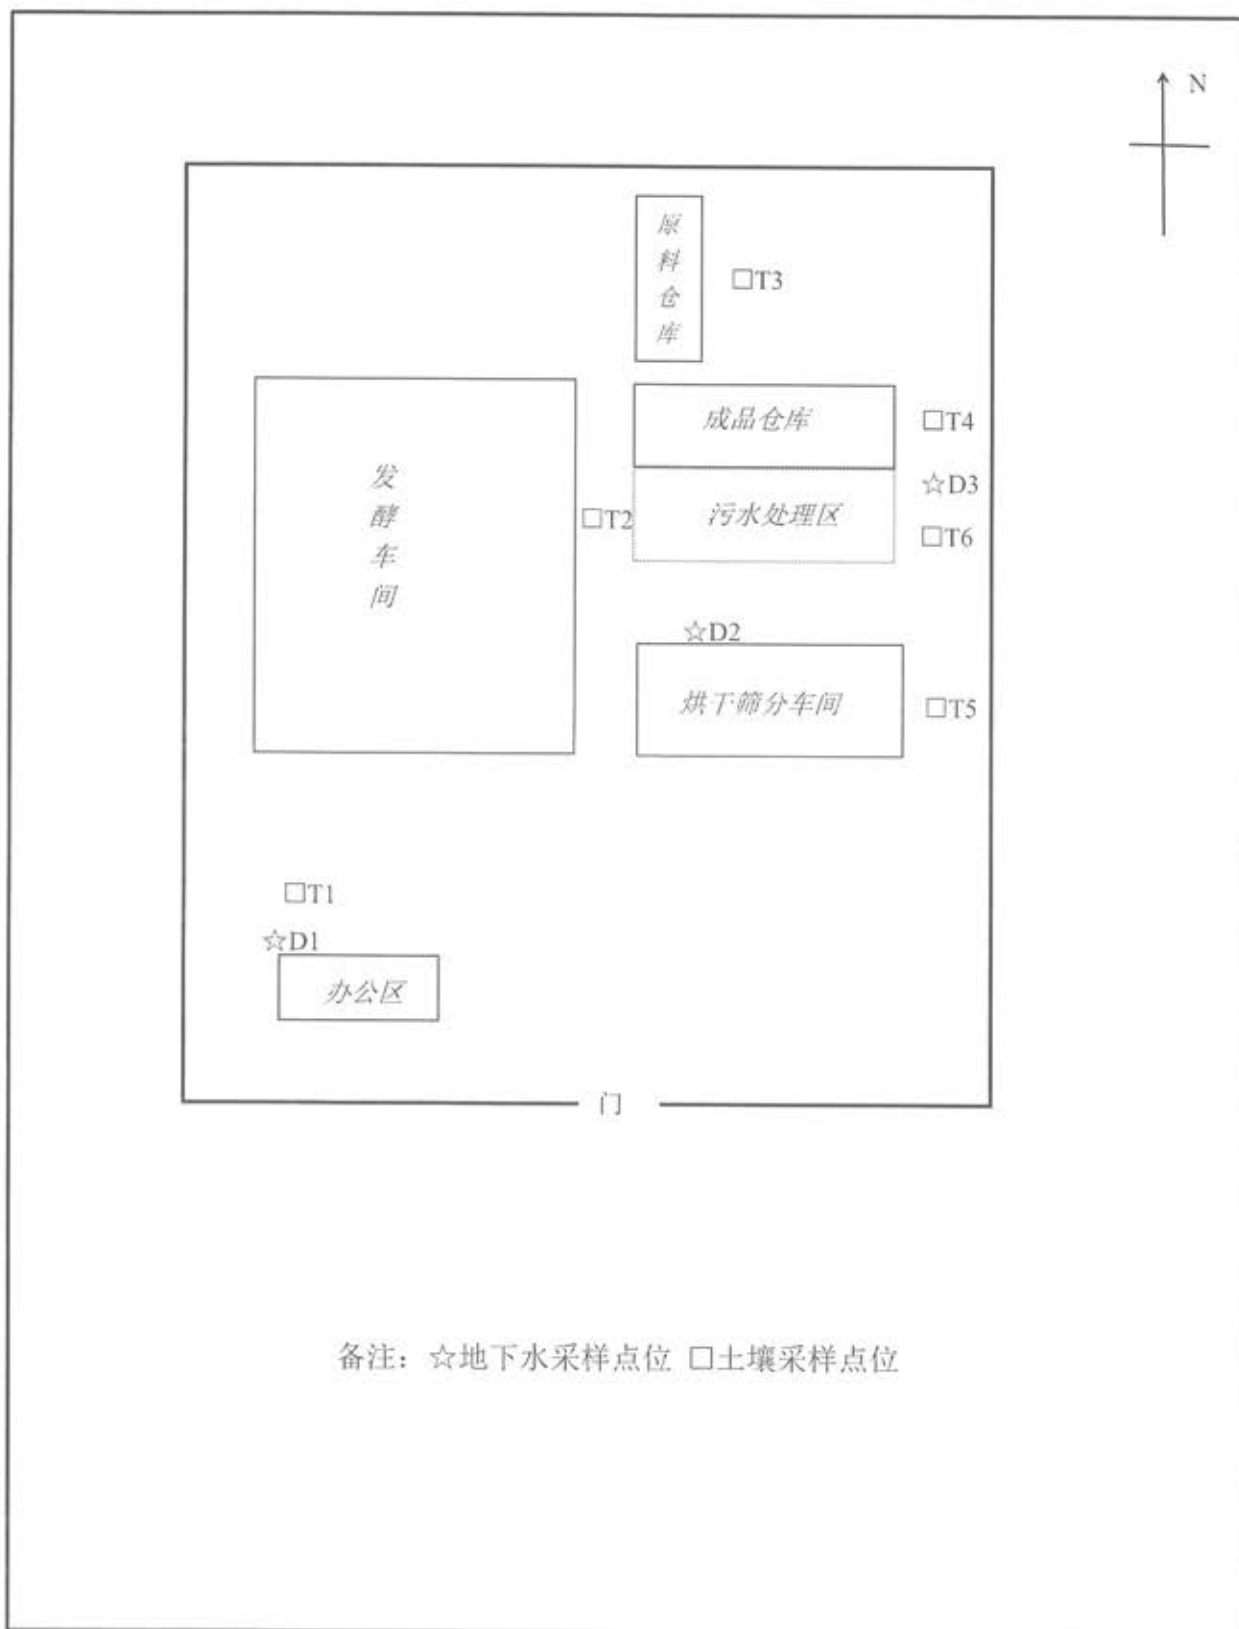 N
原料仓库
□T3
成品仓库
□T4
☆D3
发酵车间
□T2
污水处理区
□T6
☆D2
烘干筛分车间
□T5
□T1
☆D1
办公区
门
备注：☆地下水采样点位 □土壤采样点位